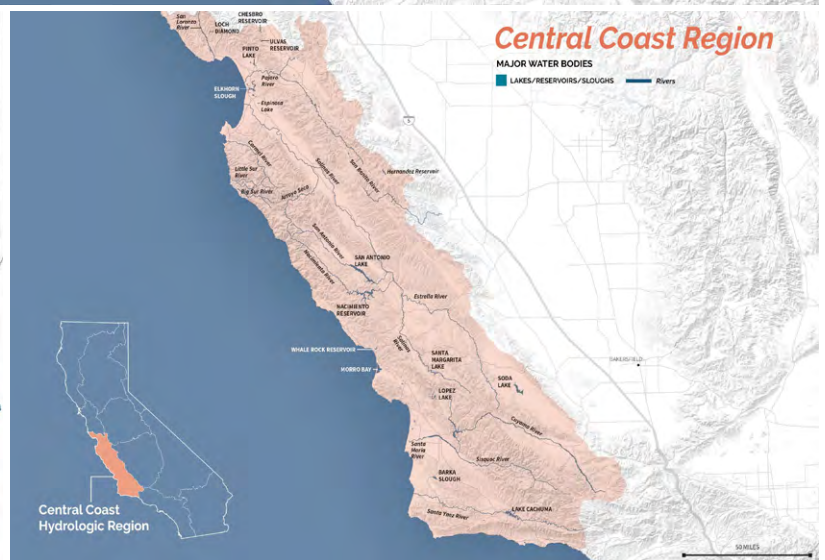 Central Coast Region
MAJOR WATER BODIES
LAKES/RESERVOIRS/SLOUGHS
Rivers
San
Lorenzo
River
LOCH
LOMOND
CHESBRO
RESERVOIR
UVAS
RESERVOIR
PINTO
LAKE
Pajaro
River
ELKHORN
SLOUGH
Espinosa
Lake
5
Carmel River
Salinas River
San Benito River
Hernandez Reservoir
Little Sur
River
Big Sur River
Arroyo Seco
San Antonio River
Nacimiento River
SAN ANTONIO
LAKE
NACIMIENTO
RESERVOIR
Estrella River
WHALE ROCK RESERVOIR
Salinas
River
SANTA
MARGARITA
LAKE
MORRO BAY
LOPEZ
LAKE
SODA
LAKE
BAKERSFIELD
Cuyama River
Santa
Maria
River
Sisquoc River
BARKA
SLOUGH
Santa Ynez River
LAKE CACHUMA
50 MILES
Central Coast
Hydrologic Region